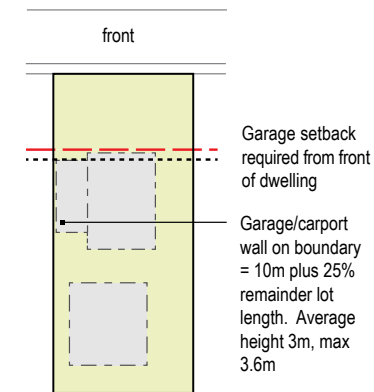 front
Garage setback
required from front
of dwelling
Garage/carport
wall on boundary
= 10m plus 25%
remainder lot
length.  Average
height 3m, max
3.6m